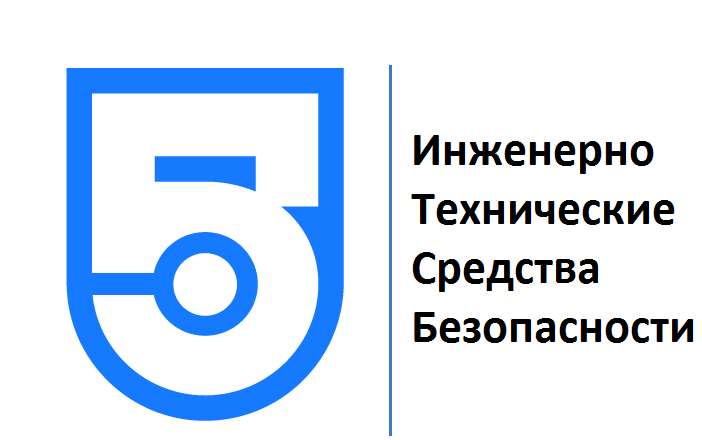 Инженерно
Технические
Средства
Безопасности